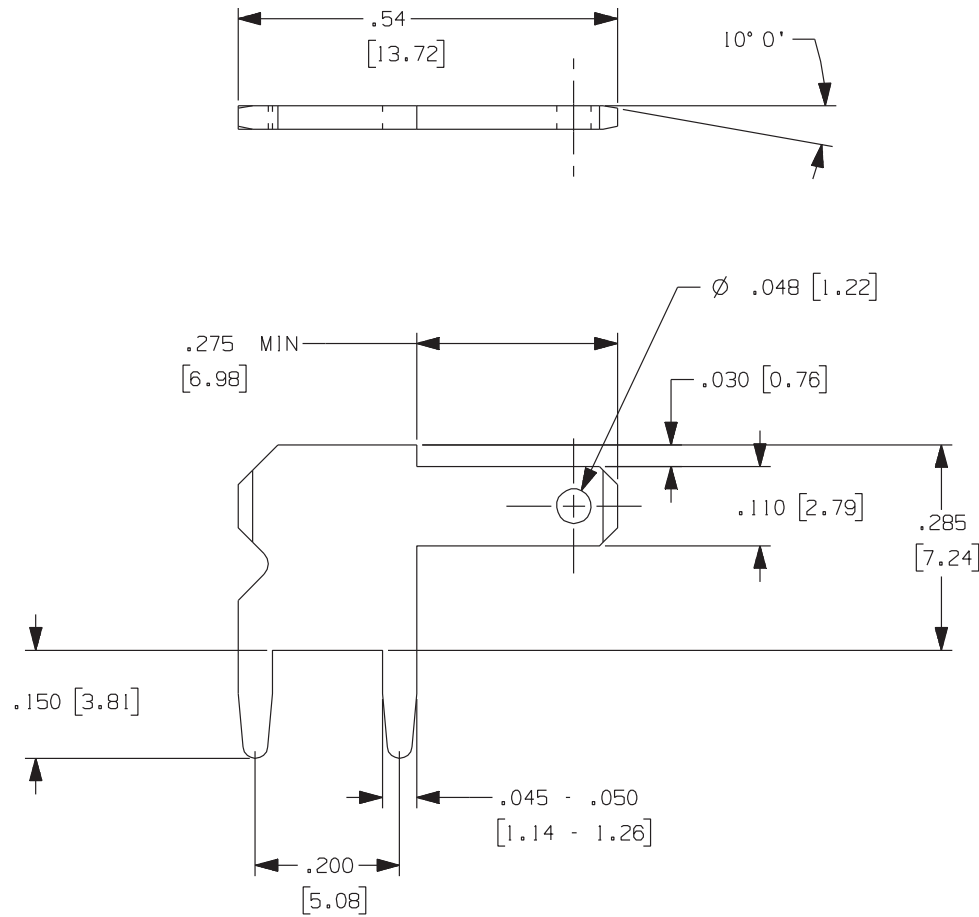 .54
[13.72]
10° 0'
Ø .048 [1.22]
.275 MIN
[6.98]
.030 [0.76]
.110 [2.79]
.285
[7.24]
.150 [3.81]
.045 - .050
[1.14 - 1.26]
.200
[5.08]